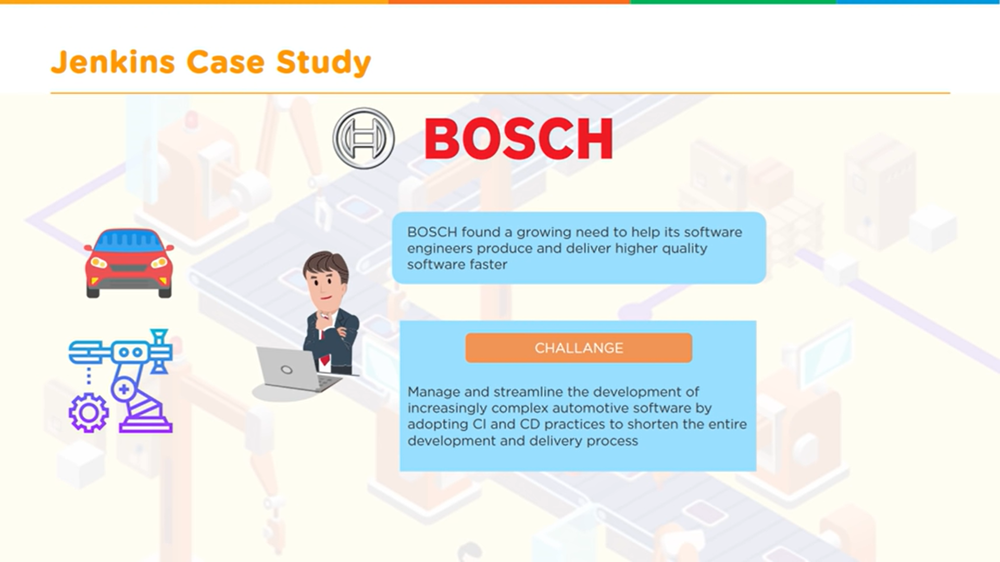 Jenkins Case Study
BOSCH
BOSCH found a growing need to help its software
engineers produce and deliver higher quality
software faster
CHALLANGE
Manage and streamline the development of
increasingly complex automotive software by
adopting CI and CD practices to shorten the entire
development and delivery process